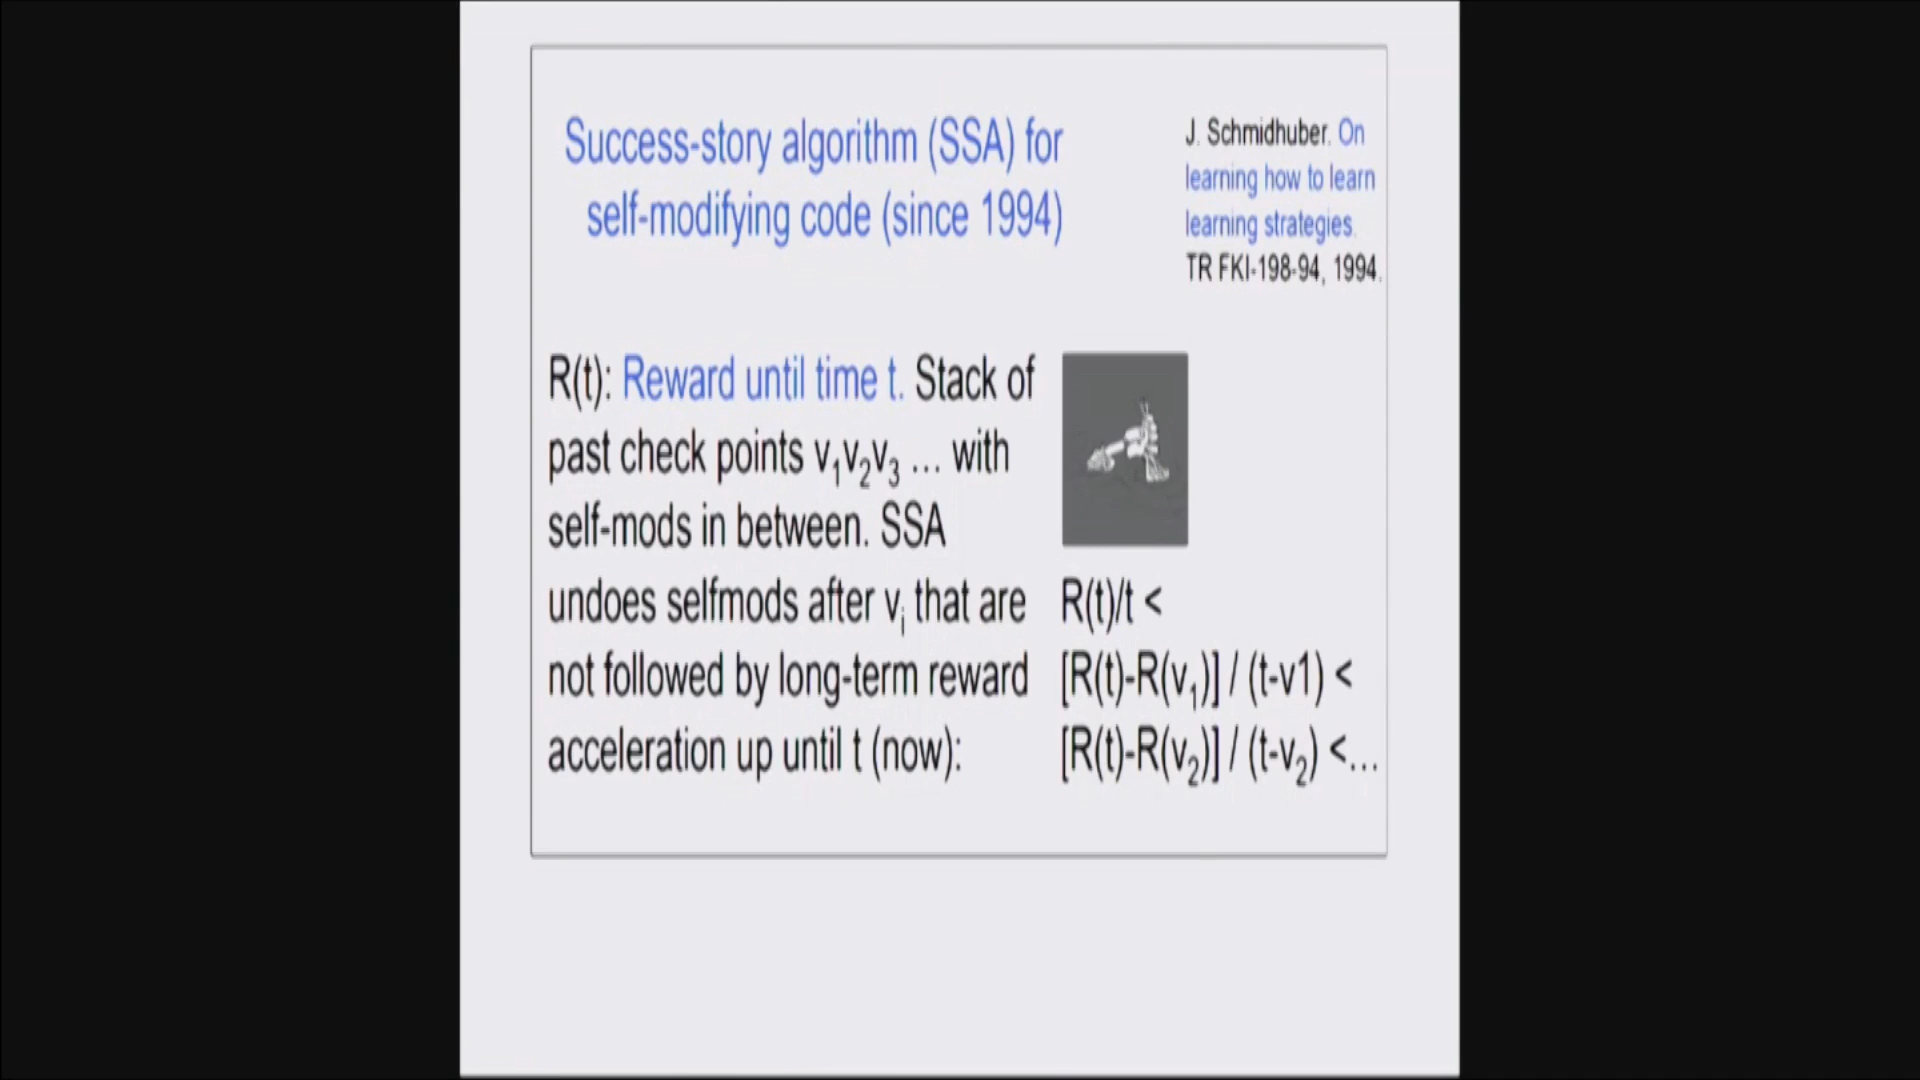 Success-story algorithm (SSA) for
self-modifying code (since 1994)
J. Schmidhuber. On
learning how to learn
learning strategies.
TR FKI-198-94, 1994.
R(t): Reward until time t. Stack of
past check points v₁v₂v₃ ... with
self-mods in between. SSA
undoes selfmods after vᵢ that are
not followed by long-term reward
acceleration up until t (now):
R(t)/t <
[R(t)-R(v₁)] / (t-v1) <
[R(t)-R(v₂)] / (t-v₂) <...